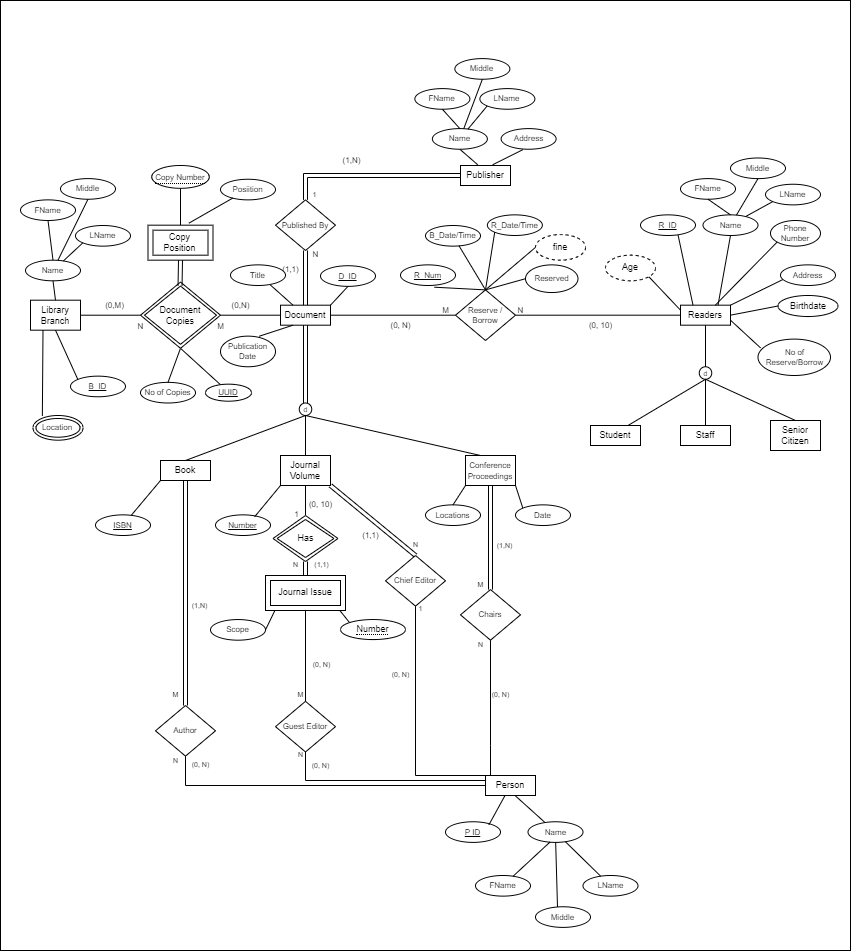 Middle
FName
LName
Name
Address
(1,N)
Publisher
1
Published By
N
(1,1)
Copy Number
Posiition
Copy
Position
Middle
FName
LName
Name
Library
Branch
(0,M)
N
Document
Copies
M
(0,N)
No of Copies
UUID
B_ID
Location
Title
D_ID
Document
Publication
Date
B_Date/Time
R_Date/Time
fine
R_Num
Reserved
M
Reserve /
Borrow
N
(0, N)
(0, 10)
Middle
FName
LName
R_ID
Name
Phone
Number
Age
Address
Readers
Birthdate
No of
Reserve/Borrow
d
Student
Staff
Senior
Citizen
d
Book
Journal
Volume
Conference
Proceedings
ISBN
Number
(0, 10)
1
Has
N
(1,1)
Locations
Date
(1,1)
N
Chief Editor
1
(1,N)
M
Chairs
N
Journal Issue
Scope
Number
(1,N)
(0, N)
(0, N)
(0, N)
M
Author
N
(0, N)
M
Guest Editor
N
(0, N)
Person
P ID
Name
FName
LName
Middle